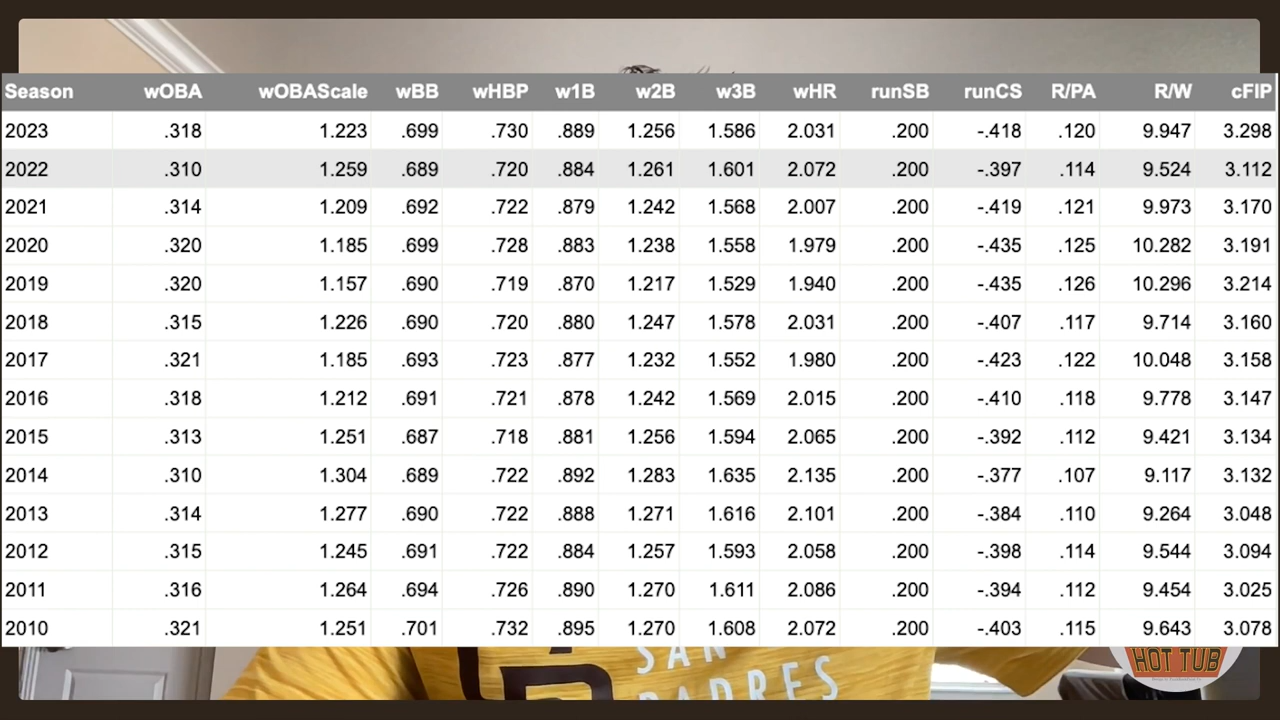 Season wOBA wOBAScale wBB wHBP w1B w2B w3B wHR runSB runCS R/PA R/W cFIP
2023 .318 1.223 .699 .730 .889 1.256 1.586 2.031 .200 -.418 .120 9.947 3.298
2022 .310 1.259 .689 .720 .884 1.261 1.601 2.072 .200 -.397 .114 9.524 3.112
2021 .314 1.209 .692 .722 .879 1.242 1.568 2.007 .200 -.419 .121 9.973 3.170
2020 .320 1.185 .699 .728 .883 1.238 1.558 1.979 .200 -.435 .125 10.282 3.191
2019 .320 1.157 .690 .719 .870 1.217 1.529 1.940 .200 -.435 .126 10.296 3.214
2018 .315 1.226 .690 .720 .880 1.247 1.578 2.031 .200 -.407 .117 9.714 3.160
2017 .321 1.185 .693 .723 .877 1.232 1.552 1.980 .200 -.423 .122 10.048 3.158
2016 .318 1.212 .691 .721 .878 1.242 1.569 2.015 .200 -.410 .118 9.778 3.147
2015 .313 1.251 .687 .718 .881 1.256 1.594 2.065 .200 -.392 .112 9.421 3.134
2014 .310 1.304 .689 .722 .892 1.283 1.635 2.135 .200 -.377 .107 9.117 3.132
2013 .314 1.277 .690 .722 .888 1.271 1.616 2.101 .200 -.384 .110 9.264 3.048
2012 .315 1.245 .691 .722 .884 1.257 1.593 2.058 .200 -.398 .114 9.544 3.094
2011 .316 1.264 .694 .726 .890 1.270 1.611 2.086 .200 -.394 .112 9.454 3.025
2010 .321 1.251 .701 .732 .895 1.270 1.608 2.072 .200 -.403 .115 9.643 3.078
SAN
PADRES
HOT TUB